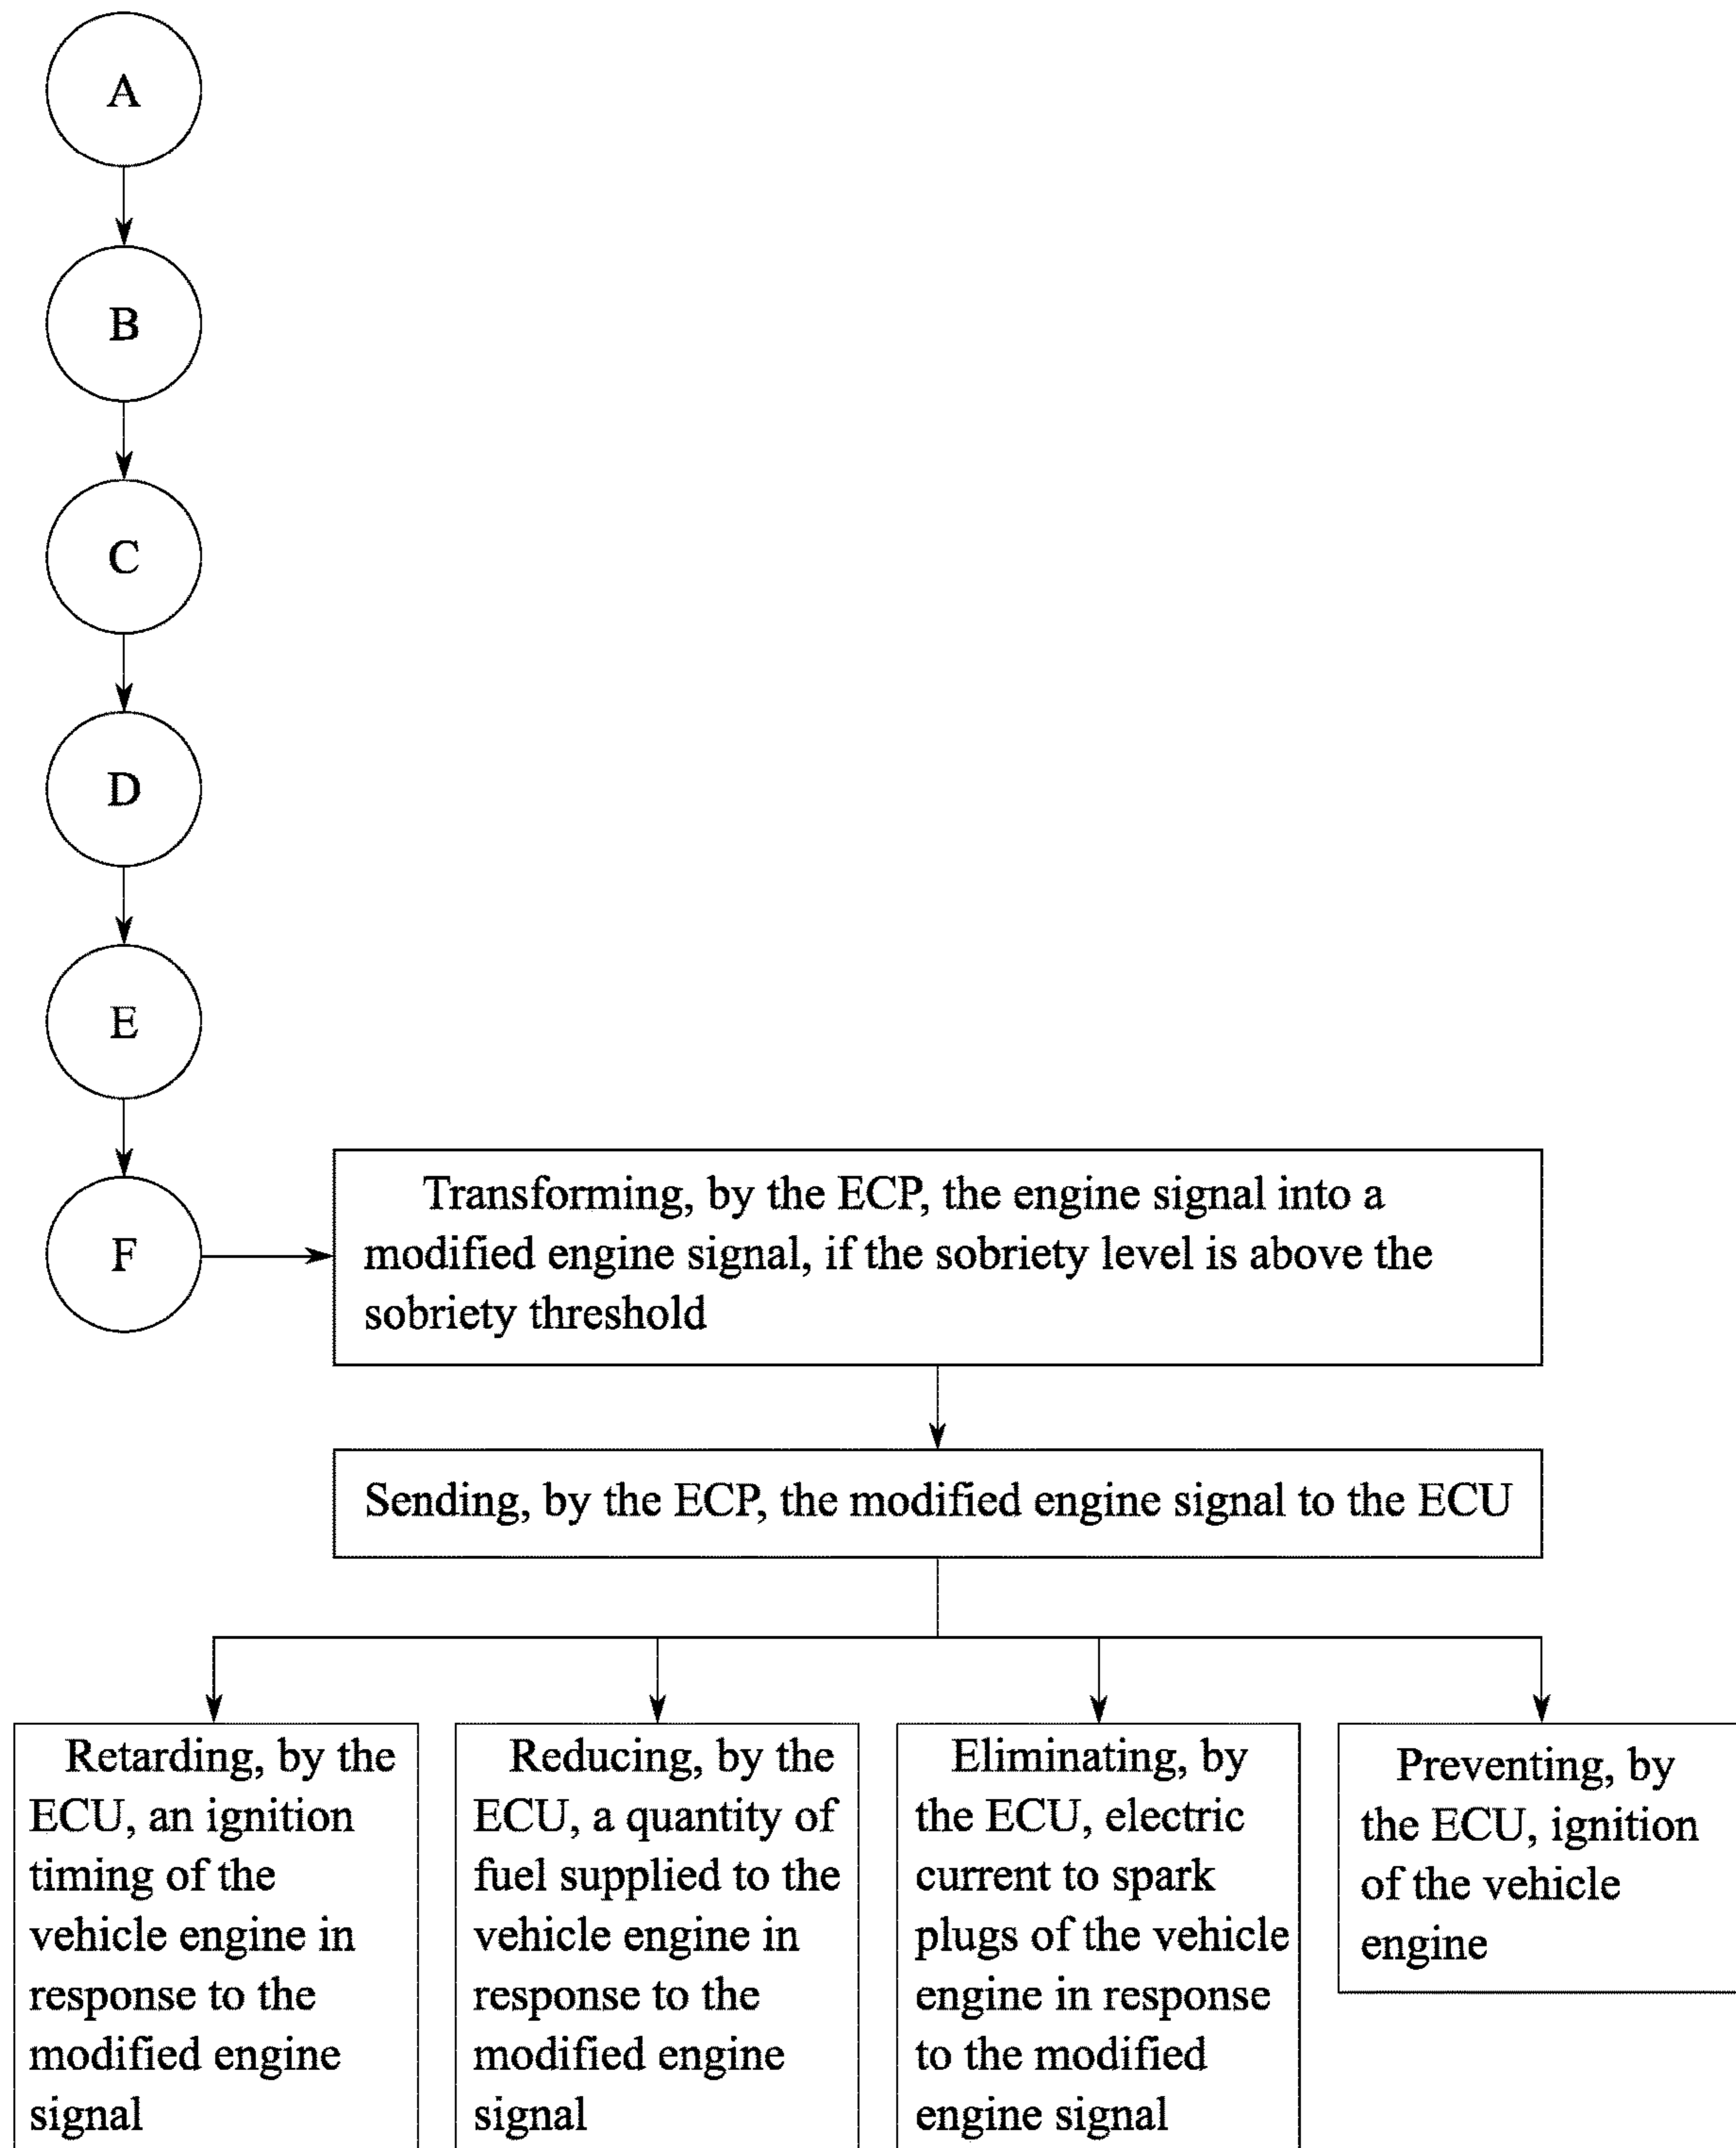 A
B
C
D
E
F
Transforming, by the ECP, the engine signal into a
modified engine signal, if the sobriety level is above the
sobriety threshold
Sending, by the ECP, the modified engine signal to the ECU
Retarding, by the
ECU, an ignition
timing of the
vehicle engine in
response to the
modified engine
signal
Reducing, by the
ECU, a quantity of
fuel supplied to the
vehicle engine in
response to the
modified engine
signal
Eliminating, by
the ECU, electric
current to spark
plugs of the vehicle
engine in response
to the modified
engine signal
Preventing, by
the ECU, ignition
of the vehicle
engine